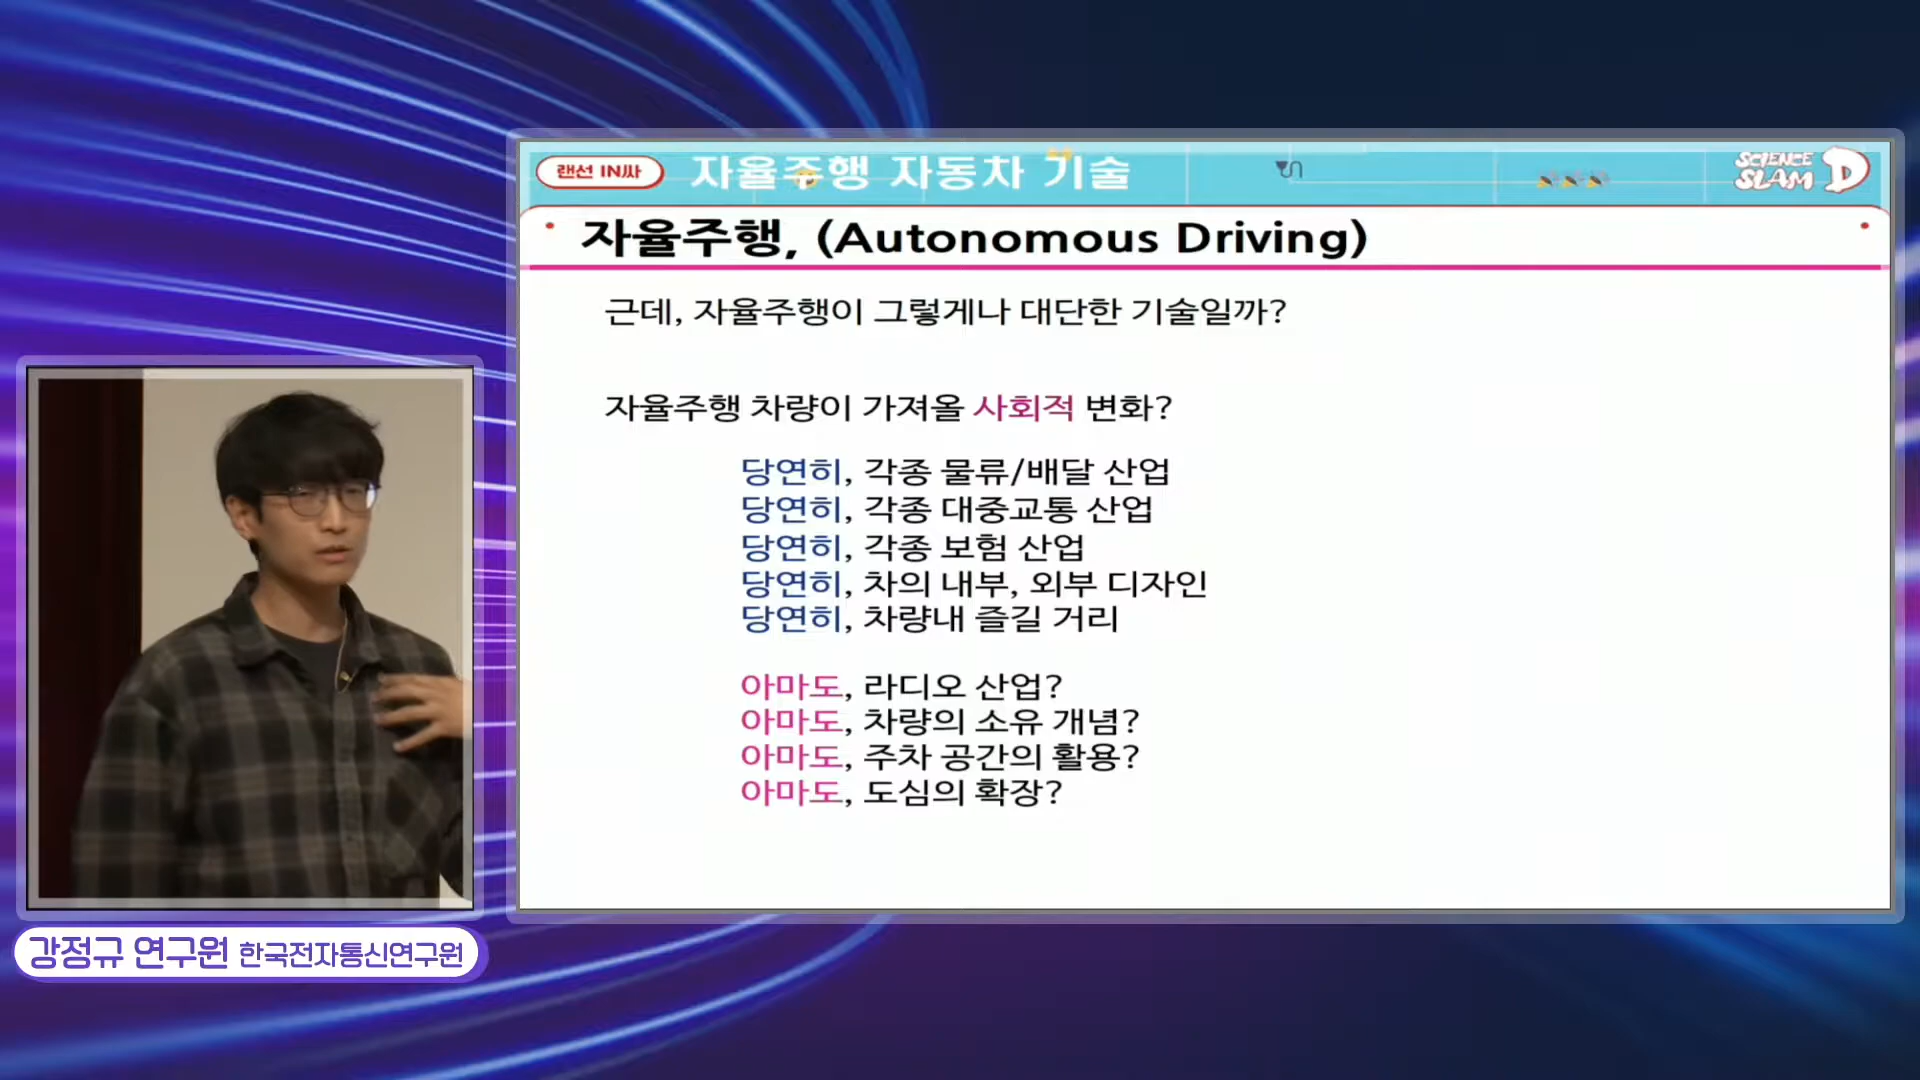 랜선 IN싸
자율주행 자동차 기술
SCIENCE
SLAM D
자율주행, (Autonomous Driving)
근데, 자율주행이 그렇게나 대단한 기술일까?
자율주행 차량이 가져올 사회적 변화?
당연히, 각종 물류/배달 산업
당연히, 각종 대중교통 산업
당연히, 각종 보험 산업
당연히, 차의 내부, 외부 디자인
당연히, 차량내 즐길 거리
아마도, 라디오 산업?
아마도, 차량의 소유 개념?
아마도, 주차 공간의 활용?
아마도, 도심의 확장?
강정규 연구원 한국전자통신연구원